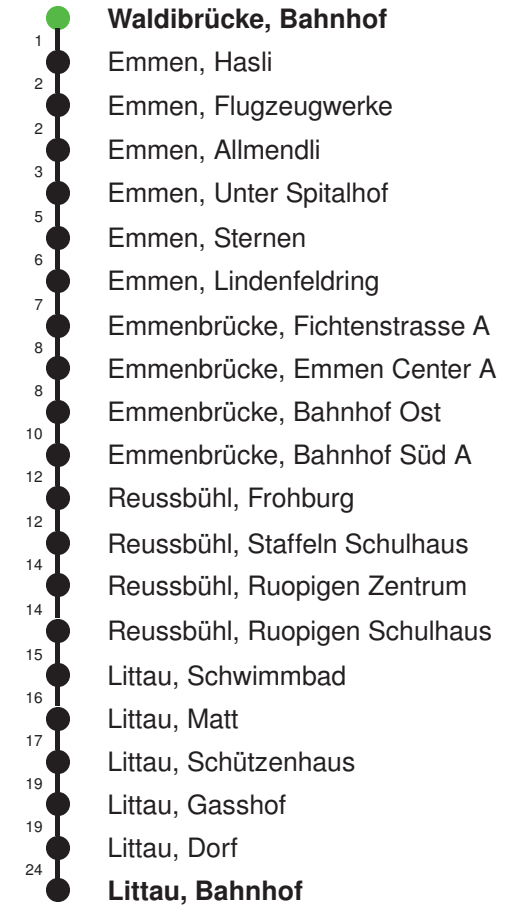 Waldibrücke, Bahnhof
1
Emmen, Hasli
2
Emmen, Flugzeugwerke
2
Emmen, Allmendli
3
Emmen, Unter Spitalhof
5
Emmen, Sternen
6
Emmen, Lindenfeldring
7
Emmenbrücke, Fichtenstrasse A
8
Emmenbrücke, Emmen Center A
8
Emmenbrücke, Bahnhof Ost
10
Emmenbrücke, Bahnhof Süd A
12
Reussbühl, Frohburg
12
Reussbühl, Staffeln Schulhaus
14
Reussbühl, Ruopigen Zentrum
14
Reussbühl, Ruopigen Schulhaus
15
Littau, Schwimmbad
16
Littau, Matt
17
Littau, Schützenhaus
19
Littau, Gasshof
19
Littau, Dorf
24
Littau, Bahnhof